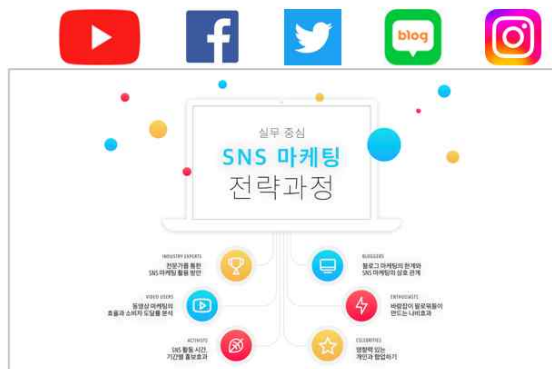 blog
실무 중심
SNS 마케팅
전략과정
INDUSTRY EXPERTS
전문가를 통한
SNS 마케팅 활용 방안
BLOGGERS
블로그 마케팅의 한계와
SNS 마케팅의 상호 관계
VIDEO USERS
동영상 마케팅의
효율과 소비자 도달률 분석
ENTHUSIASTS
바람잡이 팔로워들이
만드는 나비효과
ACTIVISTS
SNS 활동 시간,
기간별 홍보효과
CELEBRITIES
영향력 있는
개인과 협업하기